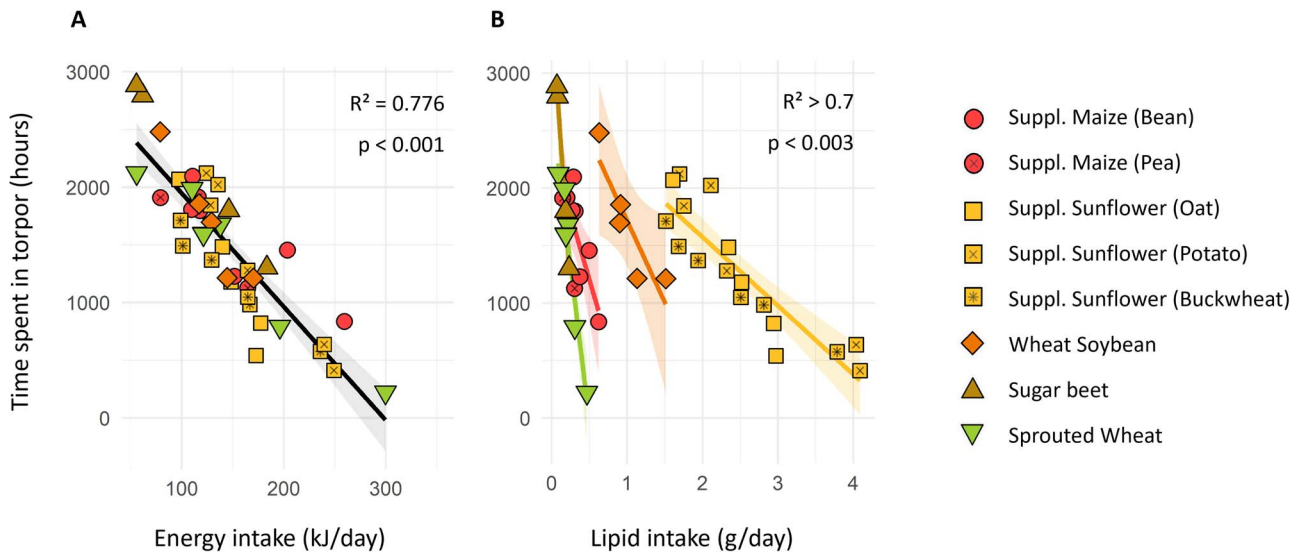 A
B
Time spent in torpor (hours)
3000
2000
1000
0
R² = 0.776
p < 0.001
100
200
300
Energy intake (kJ/day)
3000
2000
1000
0
R² > 0.7
p < 0.003
0
1
2
3
4
Lipid intake (g/day)
Suppl. Maize (Bean)
Suppl. Maize (Pea)
Suppl. Sunflower (Oat)
Suppl. Sunflower (Potato)
Suppl. Sunflower (Buckwheat)
Wheat Soybean
Sugar beet
Sprouted Wheat